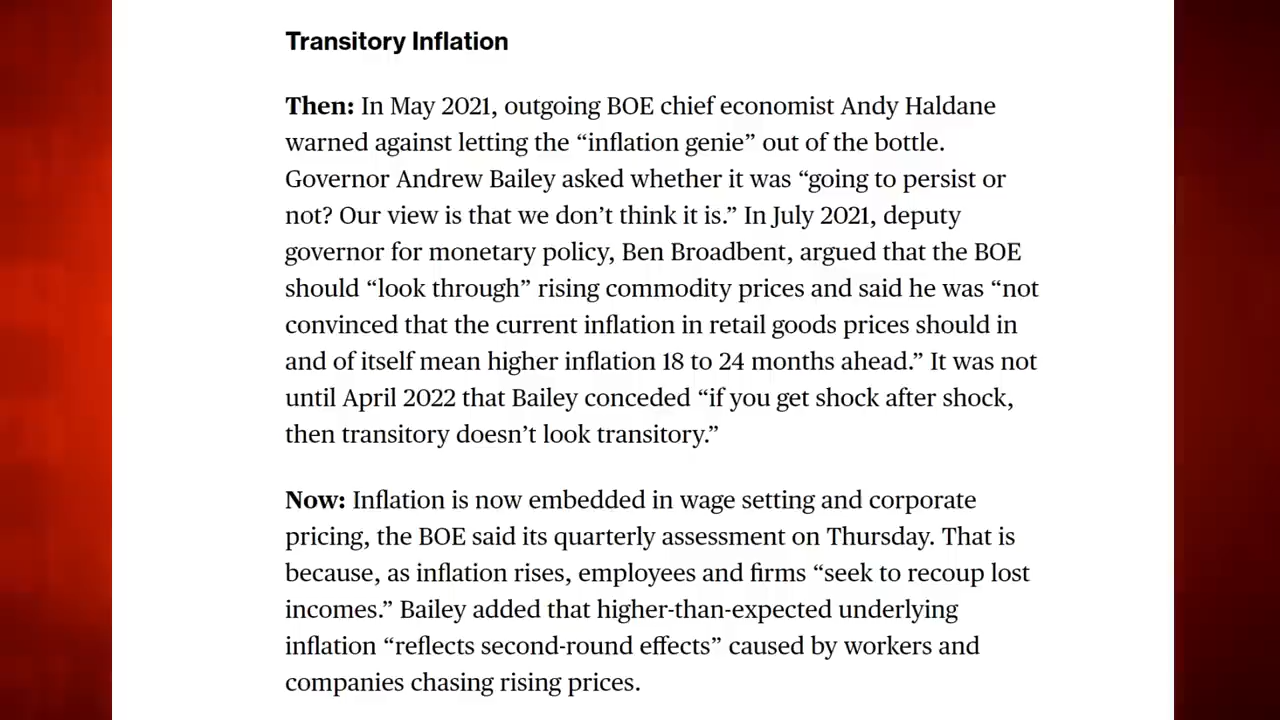 Transitory Inflation
Then: In May 2021, outgoing BOE chief economist Andy Haldane
warned against letting the “inflation genie” out of the bottle.
Governor Andrew Bailey asked whether it was “going to persist or
not? Our view is that we don’t think it is.” In July 2021, deputy
governor for monetary policy, Ben Broadbent, argued that the BOE
should “look through” rising commodity prices and said he was “not
convinced that the current inflation in retail goods prices should in
and of itself mean higher inflation 18 to 24 months ahead.” It was not
until April 2022 that Bailey conceded “if you get shock after shock,
then transitory doesn’t look transitory.”
Now: Inflation is now embedded in wage setting and corporate
pricing, the BOE said its quarterly assessment on Thursday. That is
because, as inflation rises, employees and firms “seek to recoup lost
incomes.” Bailey added that higher-than-expected underlying
inflation “reflects second-round effects” caused by workers and
companies chasing rising prices.